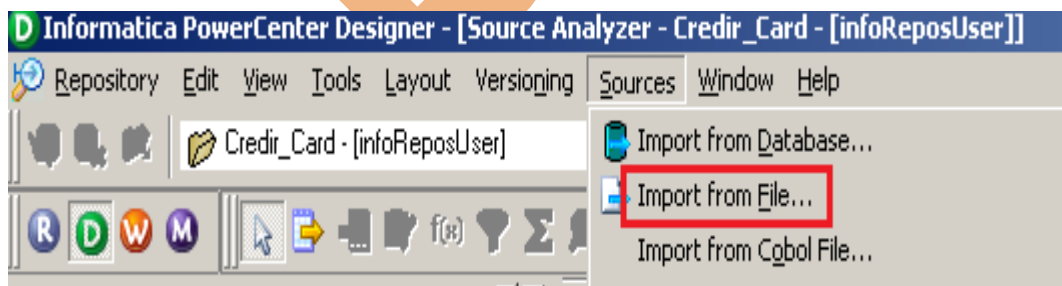 D Informatica PowerCenter Designer - [Source Analyzer - Credir_Card - [infoReposUser]]
Repository Edit View Tools Layout Versioning Sources Window Help
Credir_Card - [infoReposUser]
Import from Database...
Import from File...
Import from Cobol File...
R D W M f(x) Σ